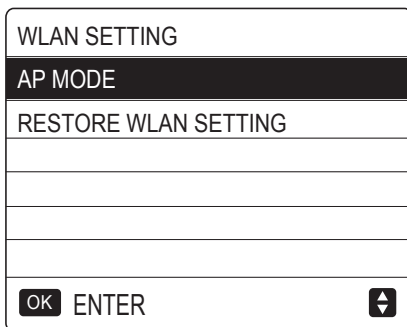 WLAN SETTING
AP MODE
RESTORE WLAN SETTING
OK ENTER